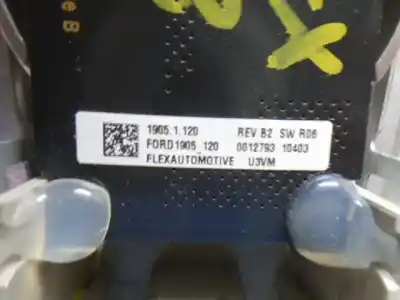 e B
1905.1.120 REV B2 SW R06
FORD1905_120 0012793 10403
FLEXAUTOMOTIVE U3VM